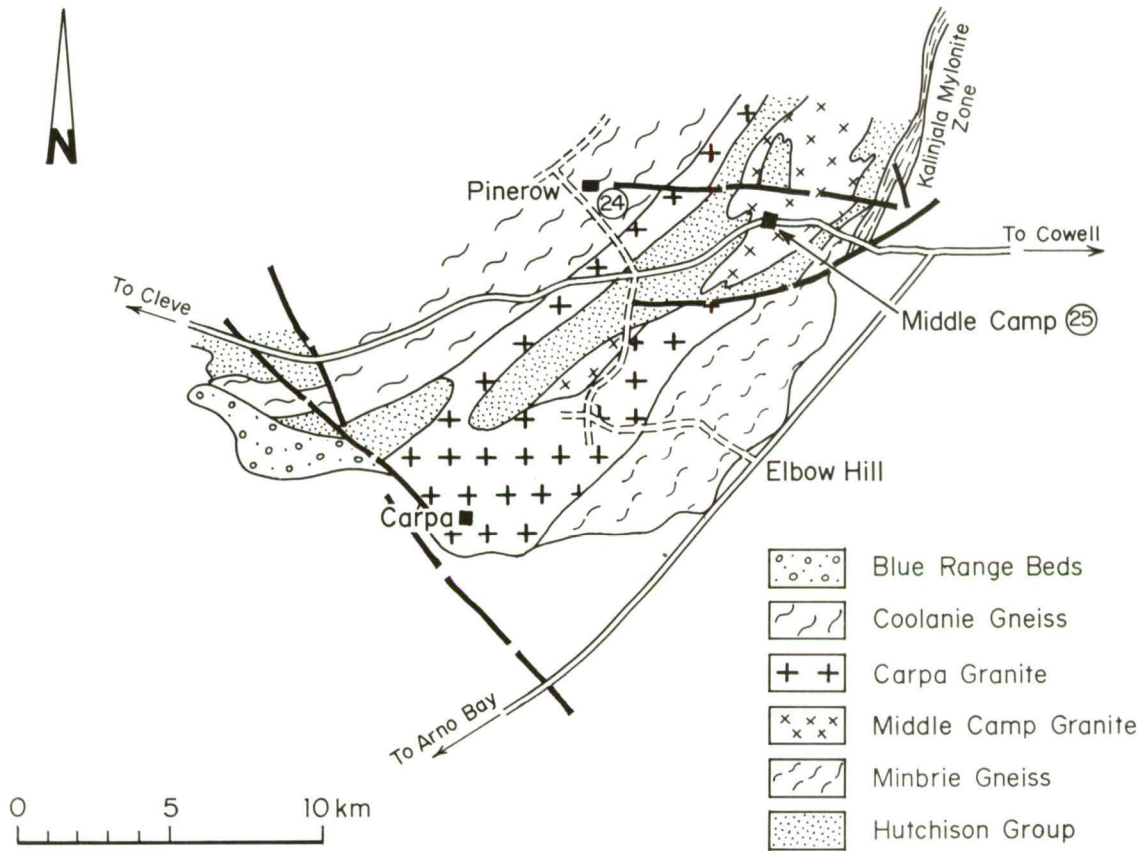 N
Kalinjala Mylonite
Zone
Pinerow
24
To Cowell
To Cleve
Middle Camp 25
Elbow Hill
Carpa
To Arno Bay
Blue Range Beds
Coolanie Gneiss
Carpa Granite
Middle Camp Granite
Minbrie Gneiss
Hutchison Group
0 5 10 km